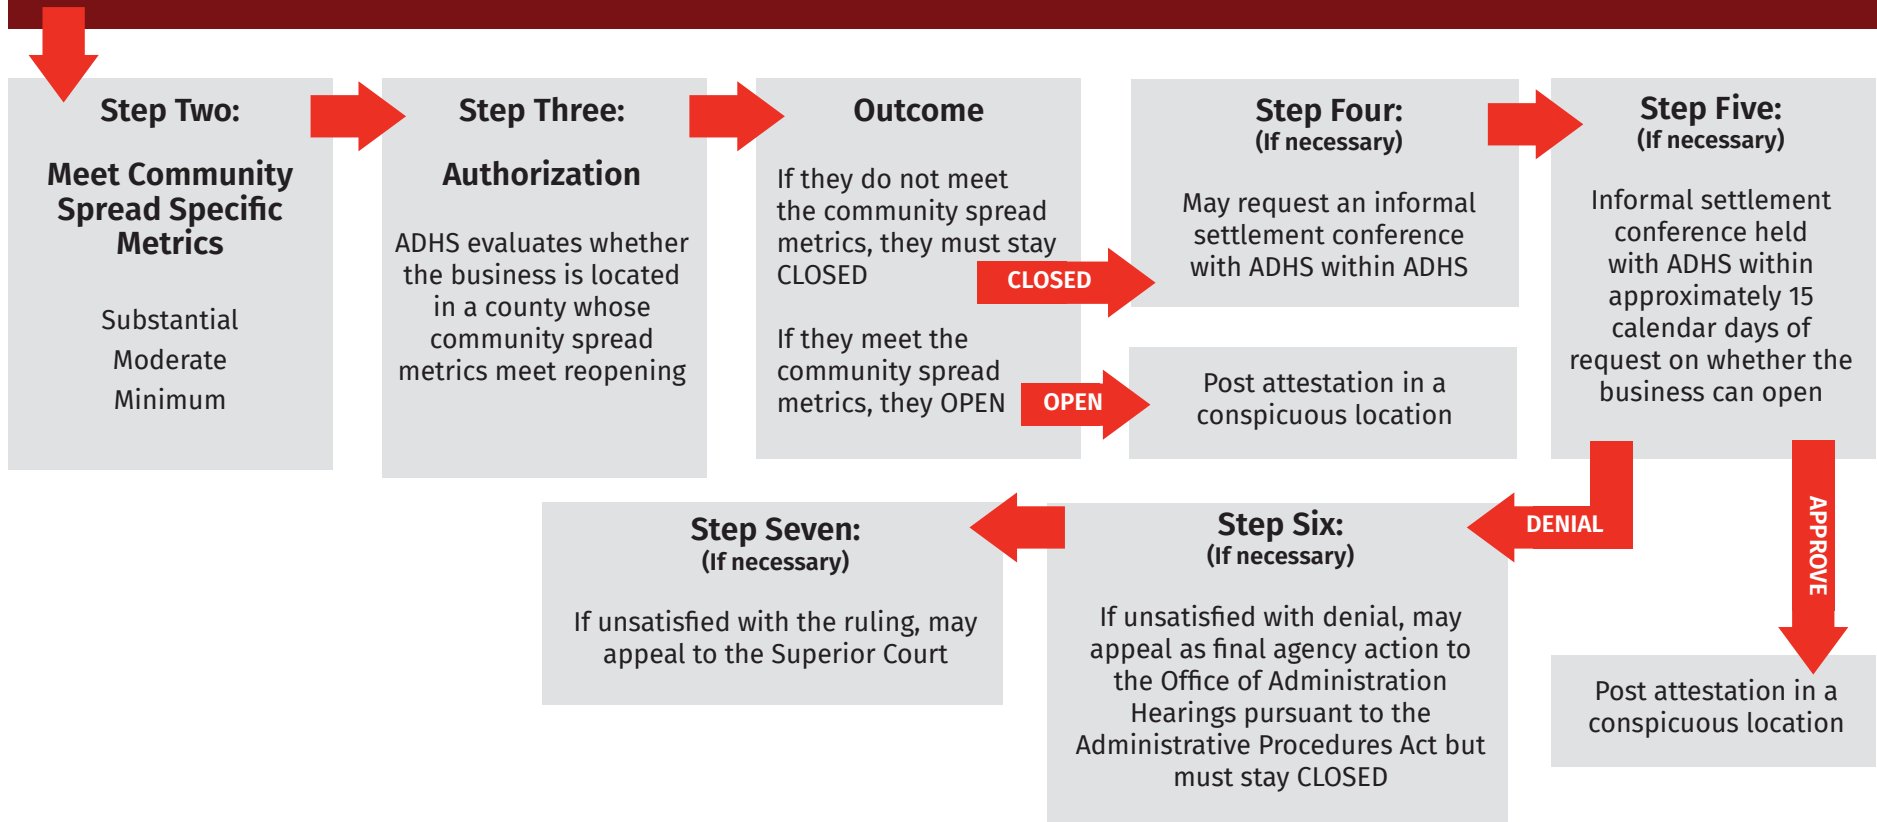 Step Two:
Meet Community
Spread Specific
Metrics
Substantial
Moderate
Minimum
Step Three:
Authorization
ADHS evaluates whether
the business is located
in a county whose
community spread
metrics meet reopening
Outcome
If they do not meet
the community spread
metrics, they must stay
CLOSED
CLOSED
If they meet the
community spread
metrics, they OPEN
OPEN
Step Four:
(If necessary)
May request an informal
settlement conference
with ADHS within ADHS
Post attestation in a
conspicuous location
Step Five:
(If necessary)
Informal settlement
conference held
with ADHS within
approximately 15
calendar days of
request on whether the
business can open
DENIAL
APPROVE
Step Six:
(If necessary)
If unsatisfied with denial, may
appeal as final agency action to
the Office of Administration
Hearings pursuant to the
Administrative Procedures Act but
must stay CLOSED
Step Seven:
(If necessary)
If unsatisfied with the ruling, may
appeal to the Superior Court
Post attestation in a
conspicuous location